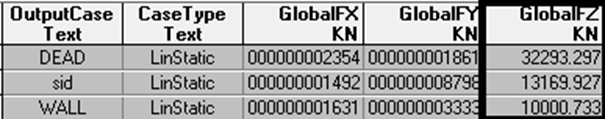 OutputCase CaseType GlobalFX GlobalFY GlobalFZ
Text Text KN KN KN
DEAD LinStatic 000000002354 000000001861 32293.297
sid LinStatic 000000001492 000000008798 13169.927
WALL LinStatic 000000001631 000000003333 10000.733